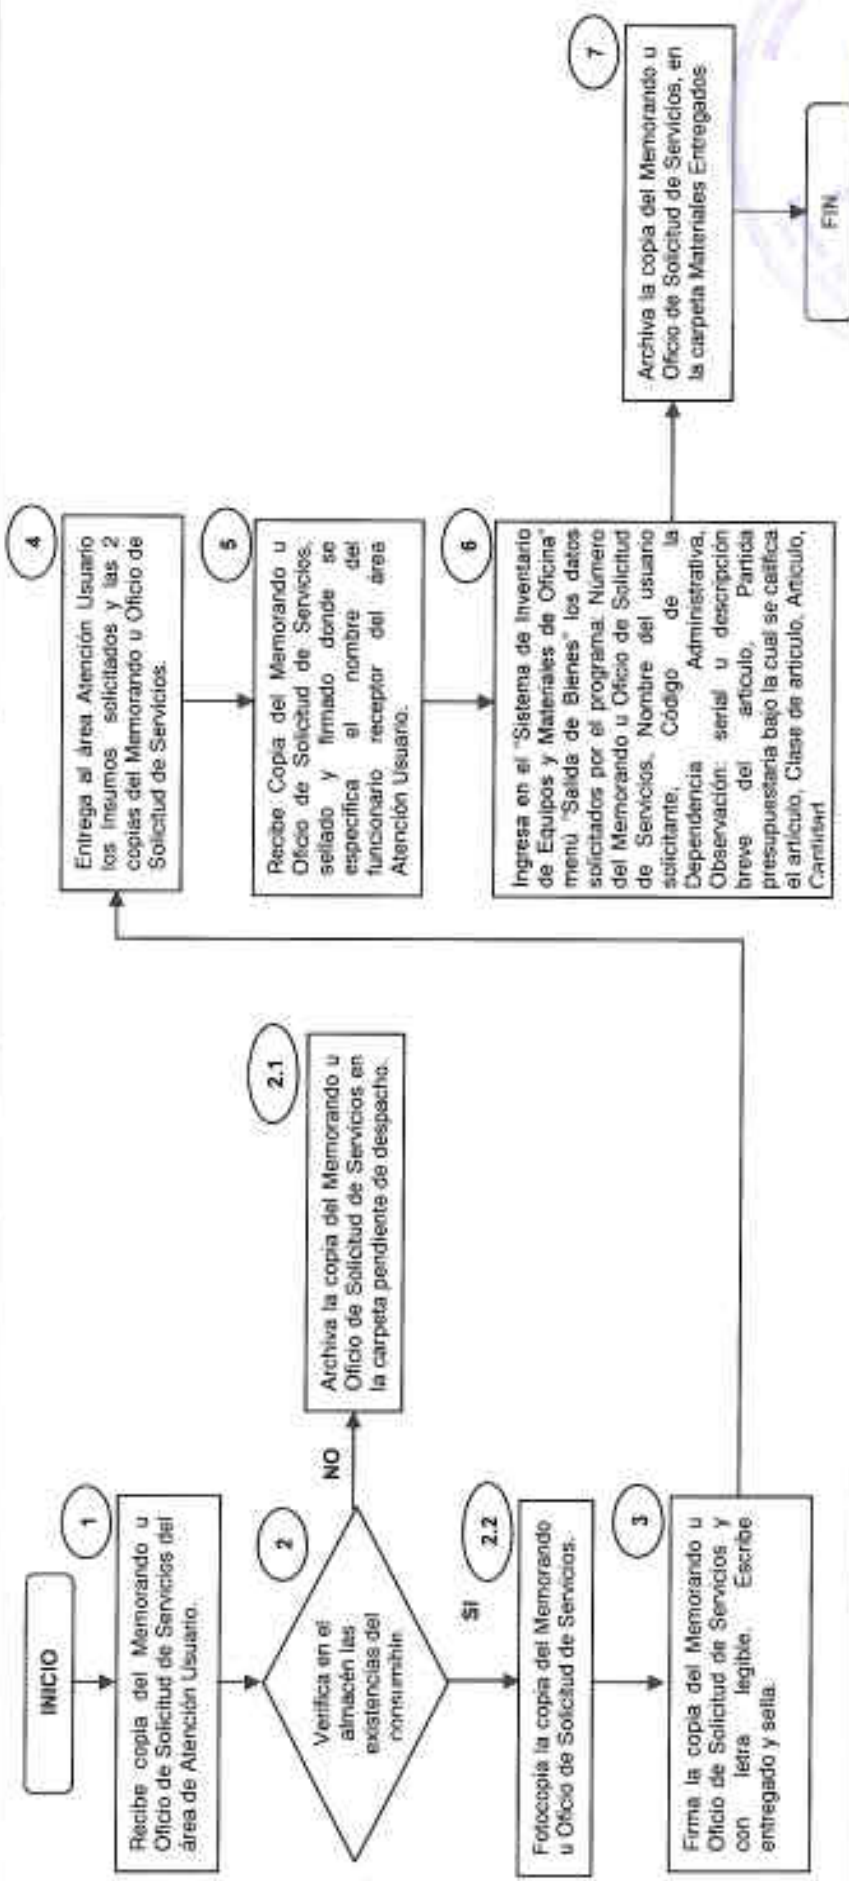 INICIO
1
Recibe copia del Memorando u
Oficio de Solicitud de Servicios del
área de Atención Usuario.
2
Verifica en el
almacén las
existencias del
consumible.
NO
2.1
Archiva la copia del Memorando u
Oficio de Solicitud de Servicios en
la carpeta pendiente de despacho.
SI
2.2
Fotocopia la copia del Memorando
u Oficio de Solicitud de Servicios.
3
Firma la copia del Memorando u
Oficio de Solicitud de Servicios y
con letra legible. Escribe
entregado y sella.
4
Entrega al área Atención Usuario
los Insumos solicitados y las 2
copias del Memorando u Oficio de
Solicitud de Servicios.
5
Recibe Copia del Memorando u
Oficio de Solicitud de Servicios,
sellado y firmado donde se
especifica el nombre del
funcionario receptor del área
Atención Usuario.
6
Ingresa en el "Sistema de Inventario
de Equipos y Materiales de Oficina"
menú "Salida de Bienes" los datos
solicitados por el programa. Número
del Memorando u Oficio de Solicitud
de Servicios, Nombre del usuario
solicitante, Código de la
Dependencia Administrativa,
Observación: serial u descripción
breve del artículo, Partida
presupuestaria bajo la cual se califica
el artículo, Clase de artículo, Artículo,
Cantidad
7
Archiva la copia del Memorando u
Oficio de Solicitud de Servicios, en
la carpeta Materiales Entregados
FIN